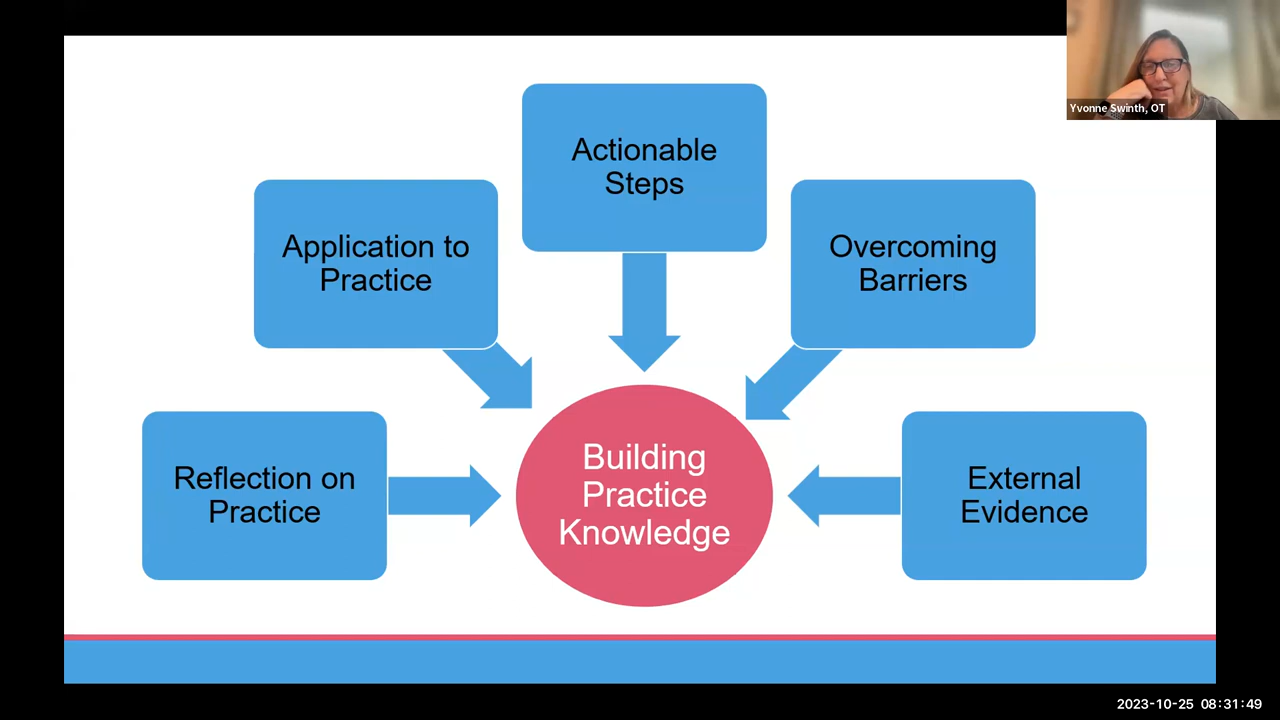 Yvonne Swinth, OT
Actionable
Steps
Application to
Practice
Overcoming
Barriers
Reflection on
Practice
Building
Practice
Knowledge
External
Evidence
2023-10-25 08:31:49